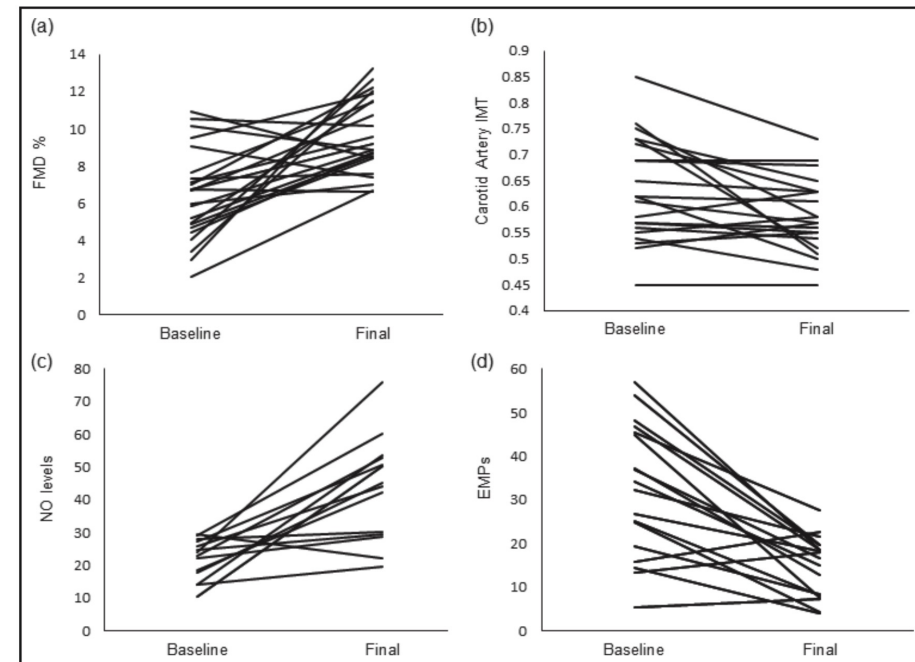 (a)
FMD %
14
12
10
8
6
4
2
0
Baseline Final
(b)
Carotid Artery IMT
0.9
0.85
0.8
0.75
0.7
0.65
0.6
0.55
0.5
0.45
0.4
Baseline Final
(c)
NO levels
80
70
60
50
40
30
20
10
0
Baseline Final
(d)
EMPs
60
50
40
30
20
10
0
Baseline Final